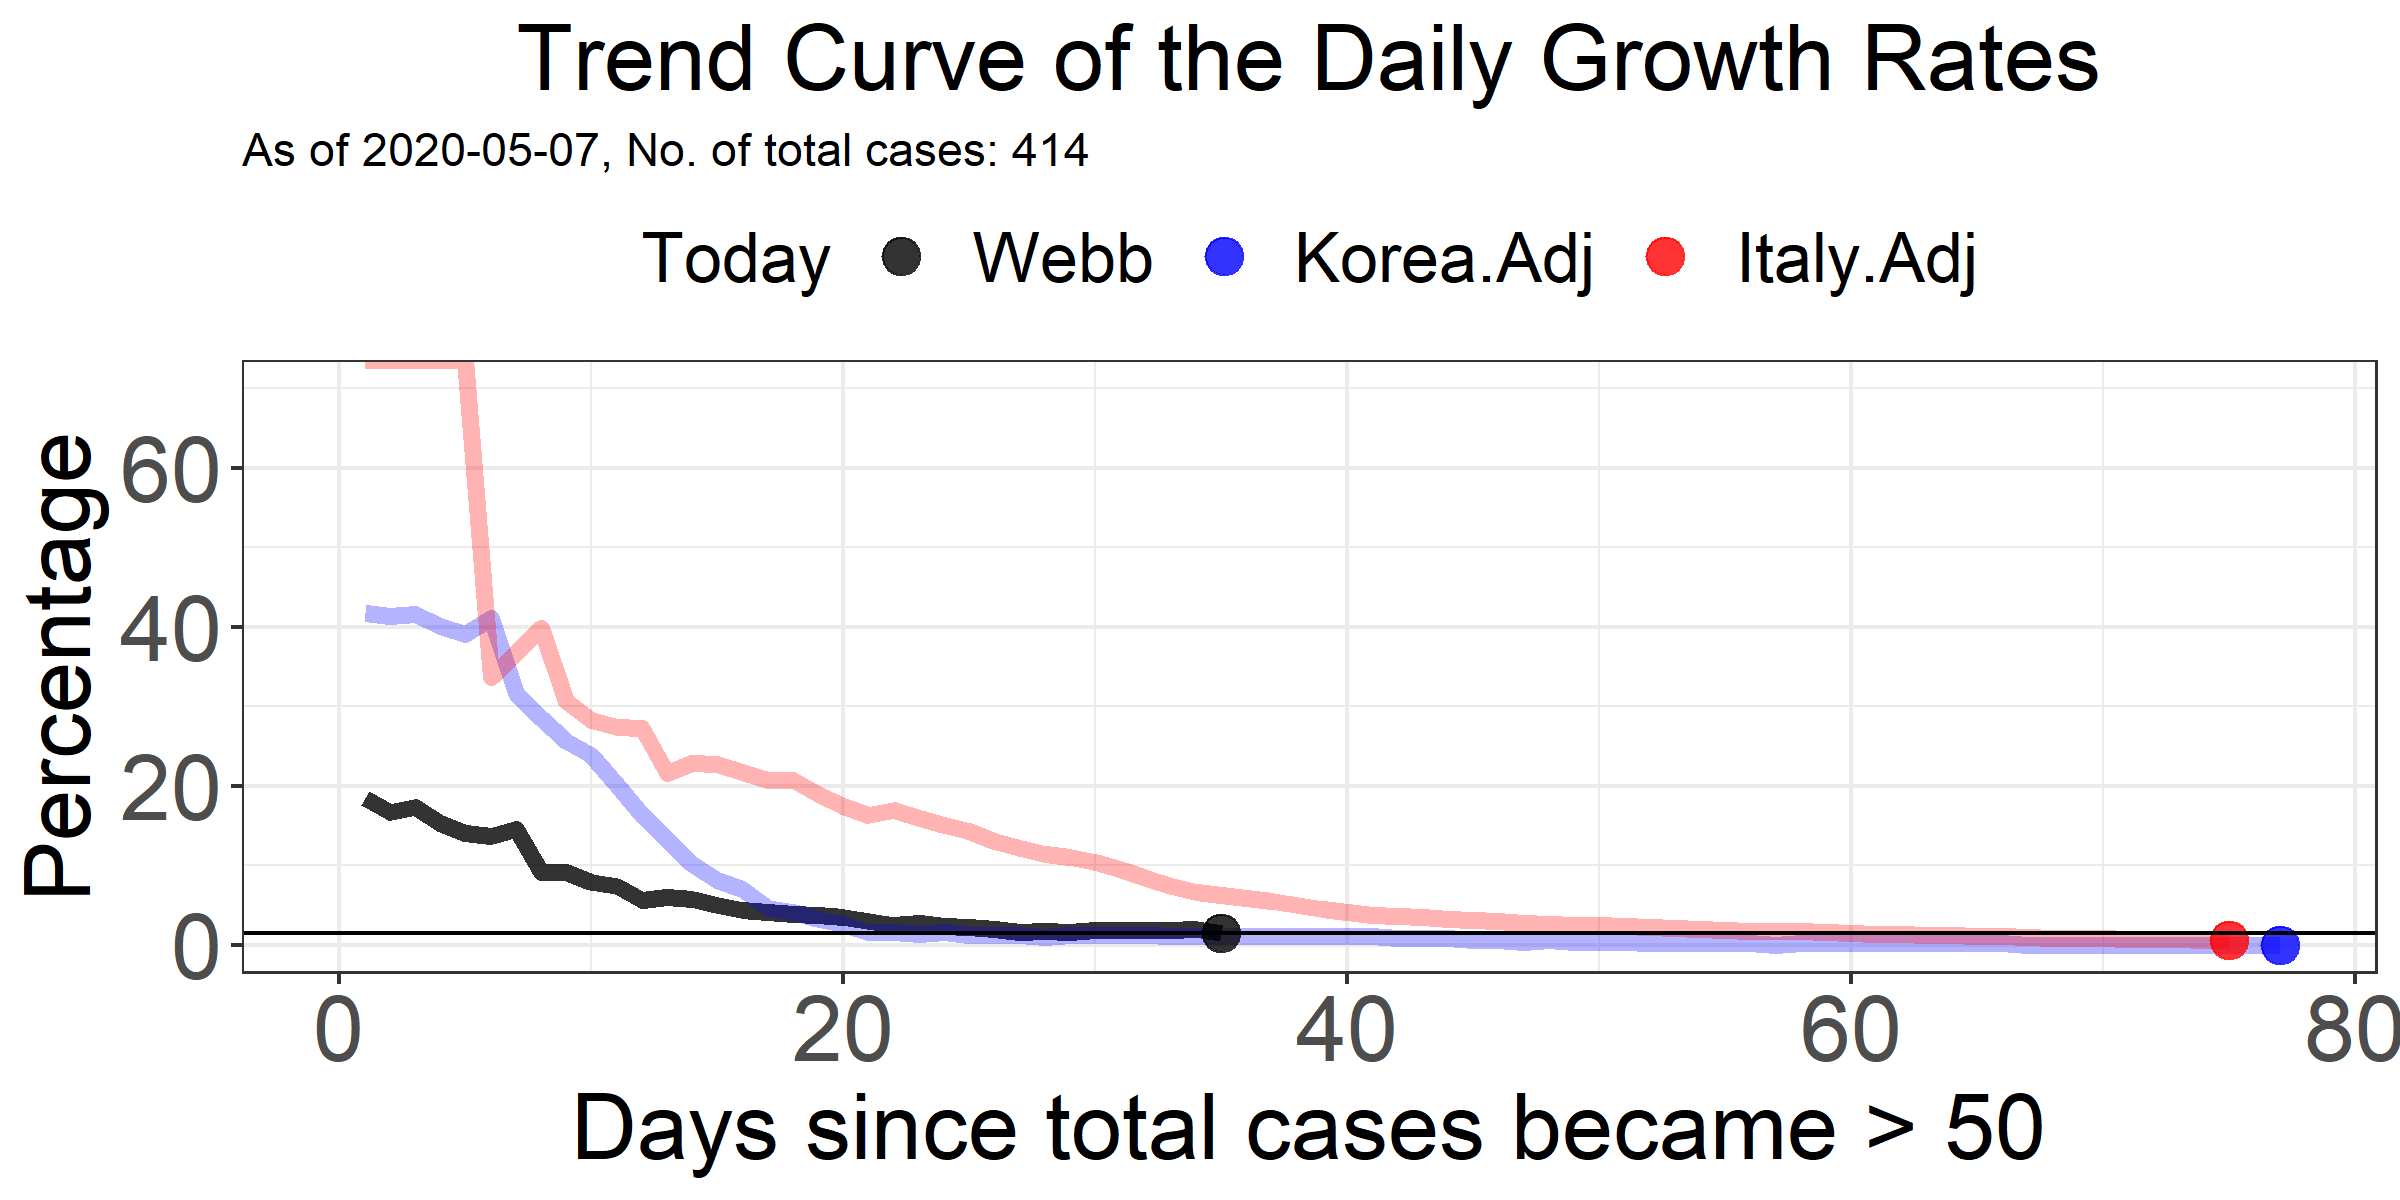 Trend Curve of the Daily Growth Rates
As of 2020-05-07, No. of total cases: 414
Today Webb Korea.Adj Italy.Adj
Percentage
60
40
20
0
0 20 40 60 80
Days since total cases became > 50